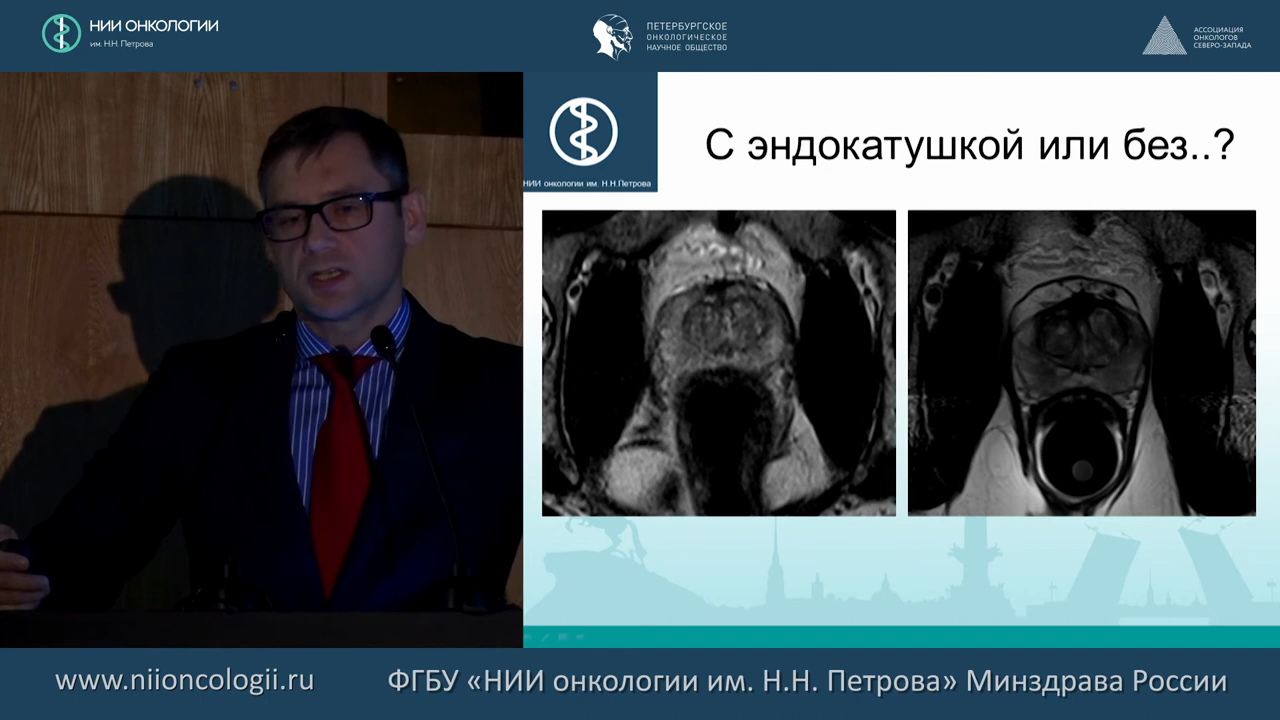 НИИ ОНКОЛОГИИ
им. Н.Н. Петрова
ПЕТЕРБУРГСКОЕ
ОНКОЛОГИЧЕСКОЕ
НАУЧНОЕ ОБЩЕСТВО
АССОЦИАЦИЯ
ОНКОЛОГОВ
СЕВЕРО-ЗАПАДА
НИИ онкологии им. Н.Н.Петрова
С эндокатушкой или без..?
www.niioncologii.ru
ФГБУ «НИИ онкологии им. Н.Н. Петрова» Минздрава России